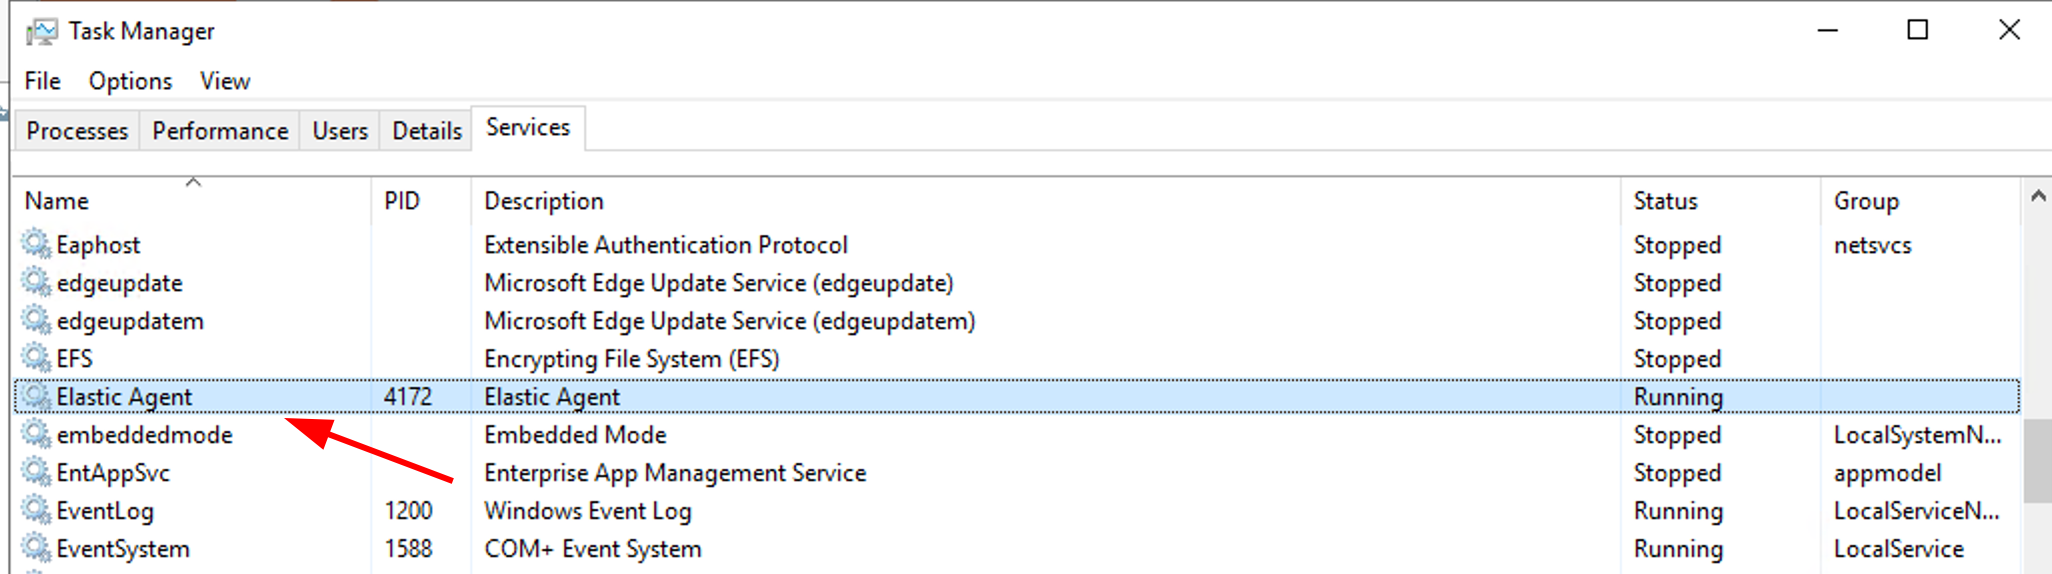 Task Manager
File Options View
Processes Performance Users Details Services
Name PID Description Status Group
Eaphost Extensible Authentication Protocol Stopped netsvcs
edgeupdate Microsoft Edge Update Service (edgeupdate) Stopped
edgeupdatem Microsoft Edge Update Service (edgeupdatem) Stopped
EFS Encrypting File System (EFS) Stopped
Elastic Agent 4172 Elastic Agent Running
embeddedmode Embedded Mode Stopped LocalSystemN...
EntAppSvc Enterprise App Management Service Stopped appmodel
EventLog 1200 Windows Event Log Running LocalServiceN...
EventSystem 1588 COM+ Event System Running LocalService